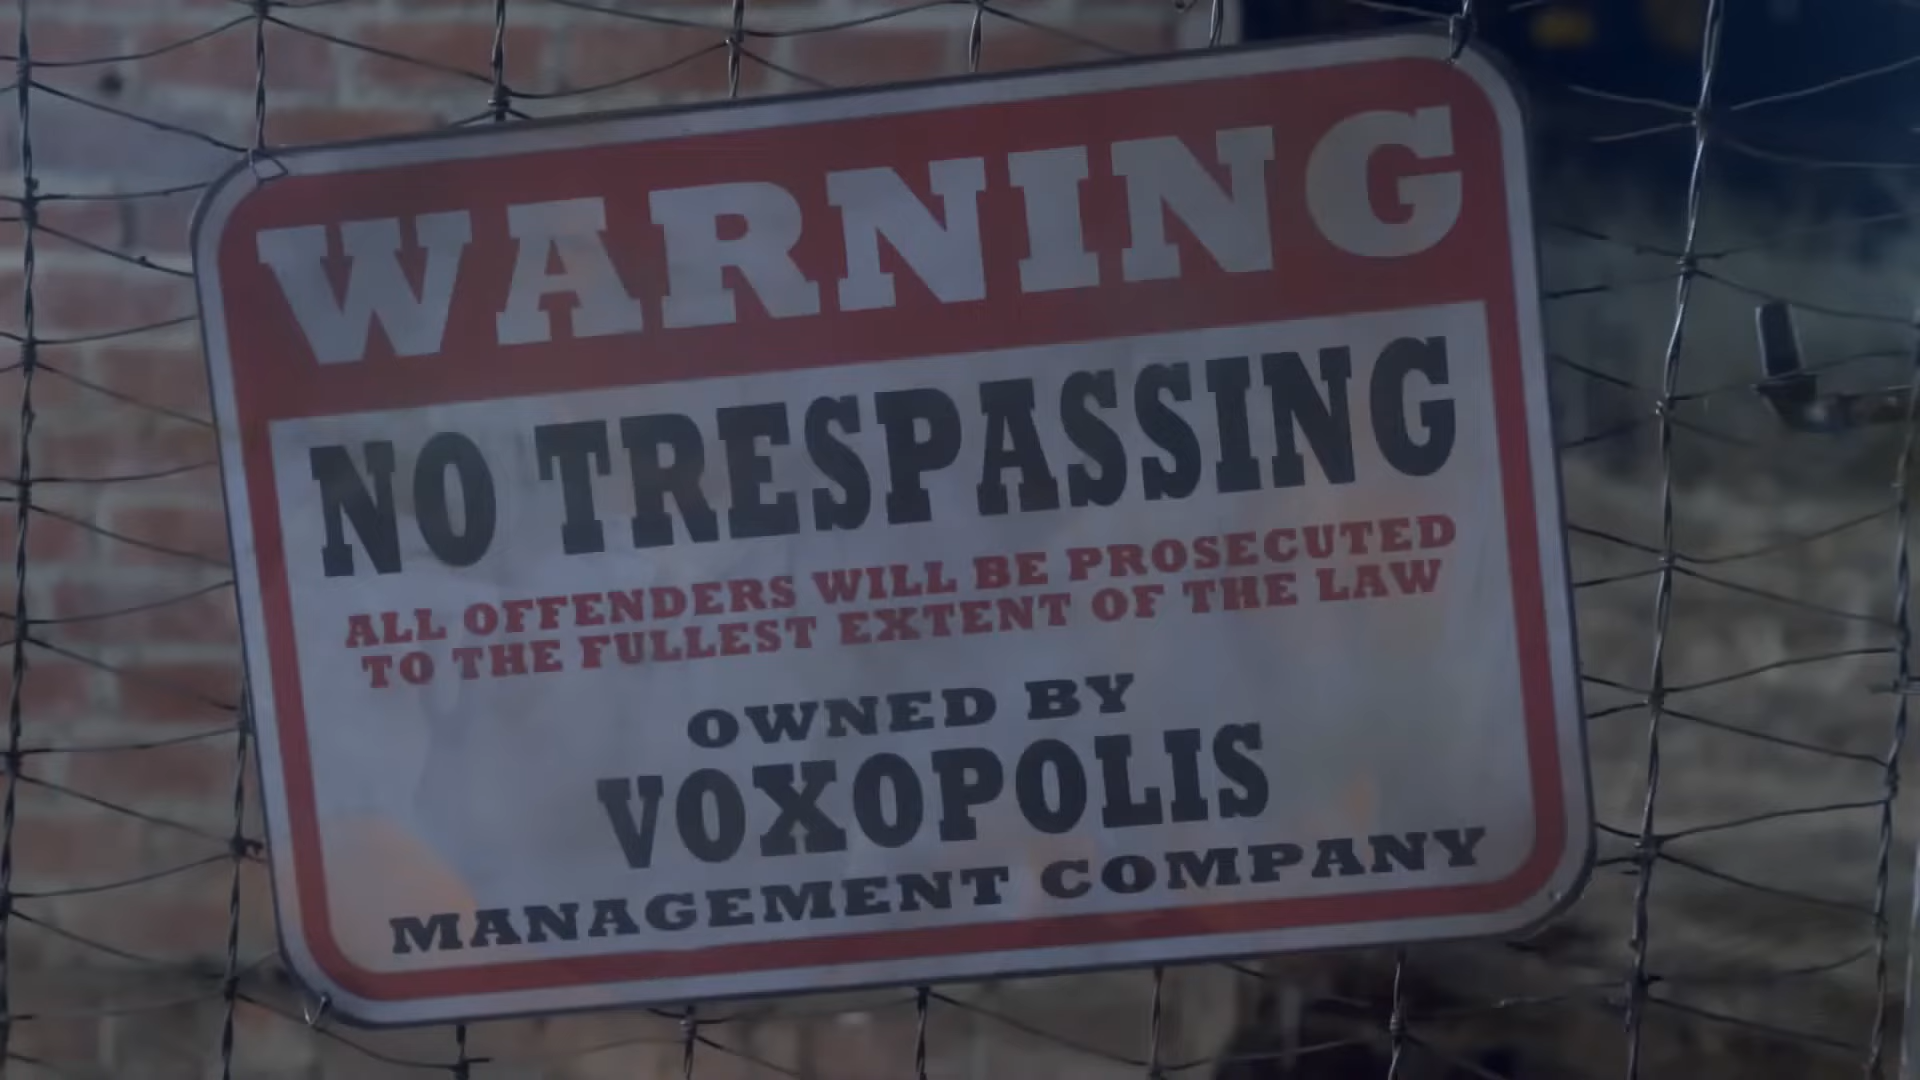 WARNING
NO TRESPASSING
ALL OFFENDERS WILL BE PROSECUTED
TO THE FULLEST EXTENT OF THE LAW
OWNED BY
VOXOPOLIS
MANAGEMENT COMPANY